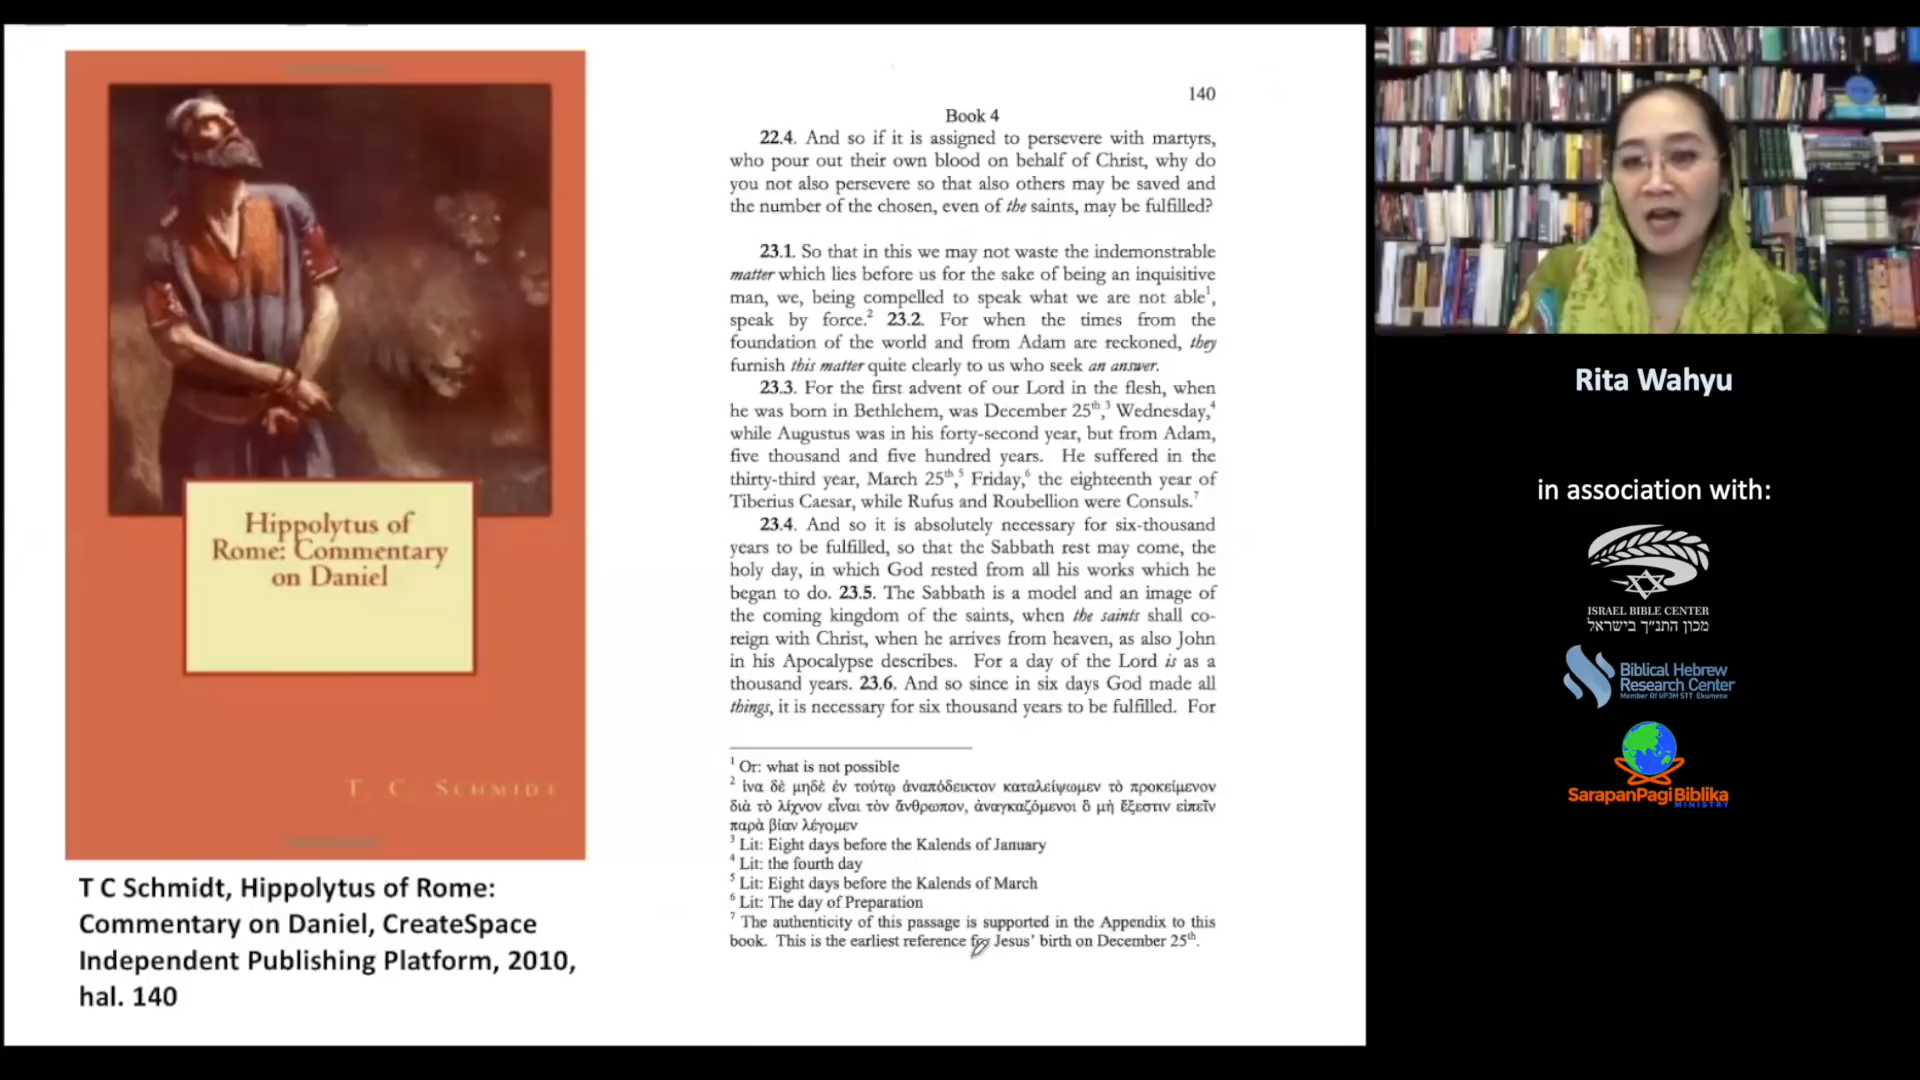 Hippolytus of
Rome: Commentary
on Daniel
T. C. SCHMIDT
T C Schmidt, Hippolytus of Rome:
Commentary on Daniel, CreateSpace
Independent Publishing Platform, 2010,
hal. 140
140
Book 4
22.4. And so if it is assigned to persevere with martyrs,
who pour out their own blood on behalf of Christ, why do
you not also persevere so that also others may be saved and
the number of the chosen, even of the saints, may be fulfilled?
23.1. So that in this we may not waste the indemonstrable
matter which lies before us for the sake of being an inquisitive
man, we, being compelled to speak what we are not able¹,
speak by force.² 23.2. For when the times from the
foundation of the world and from Adam are reckoned, they
furnish this matter quite clearly to us who seek an answer.
23.3. For the first advent of our Lord in the flesh, when
he was born in Bethlehem, was December 25th,³ Wednesday,⁴
while Augustus was in his forty-second year, but from Adam,
five thousand and five hundred years. He suffered in the
thirty-third year, March 25th,⁵ Friday,⁶ the eighteenth year of
Tiberius Caesar, while Rufus and Roubellion were Consuls.⁷
23.4. And so it is absolutely necessary for six-thousand
years to be fulfilled, so that the Sabbath rest may come, the
holy day, in which God rested from all his works which he
began to do. 23.5. The Sabbath is a model and an image of
the coming kingdom of the saints, when the saints shall co-
reign with Christ, when he arrives from heaven, as also John
in his Apocalypse describes. For a day of the Lord is as a
thousand years. 23.6. And so since in six days God made all
things, it is necessary for six thousand years to be fulfilled. For
¹ Or: what is not possible
² ἵνα δὲ μηδὲ ἐν τούτῳ ἀναπόδεικτον καταλείψωμεν τὸ προκείμενον
διὰ τὸ λίχνον εἶναι τὸν ἄνθρωπον, ἀναγκαζόμενοι ὃ μὴ ἔξεστιν εἰπεῖν
παρὰ βίαν λέγομεν
³ Lit: Eight days before the Kalends of January
⁴ Lit: the fourth day
⁵ Lit: Eight days before the Kalends of March
⁶ Lit: The day of Preparation
⁷ The authenticity of this passage is supported in the Appendix to this
book. This is the earliest reference for Jesus' birth on December 25th.
Rita Wahyu
in association with:
ISRAEL BIBLE CENTER
מכון התנ"ך בישראל
Biblical Hebrew
Research Center
Member Of UP3M STT Ekumene
SarapanPagiBiblika
MINISTRY